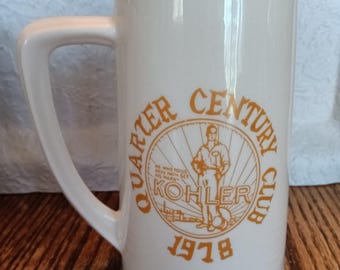 QUARTER CENTURY CLUB
KOHLER
1978